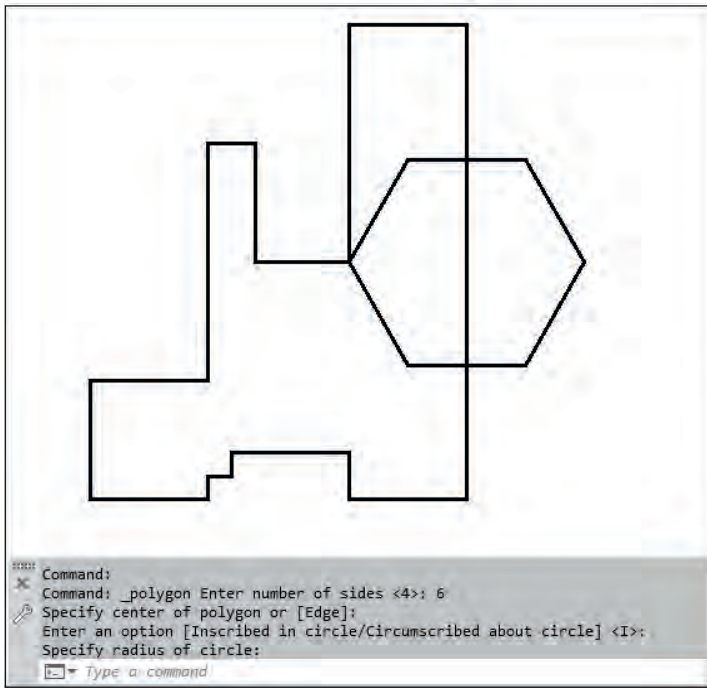 Command:
Command: _polygon Enter number of sides <4>: 6
Specify center of polygon or [Edge]:
Enter an option [Inscribed in circle/Circumscribed about circle] <I>:
Specify radius of circle:
Type a command